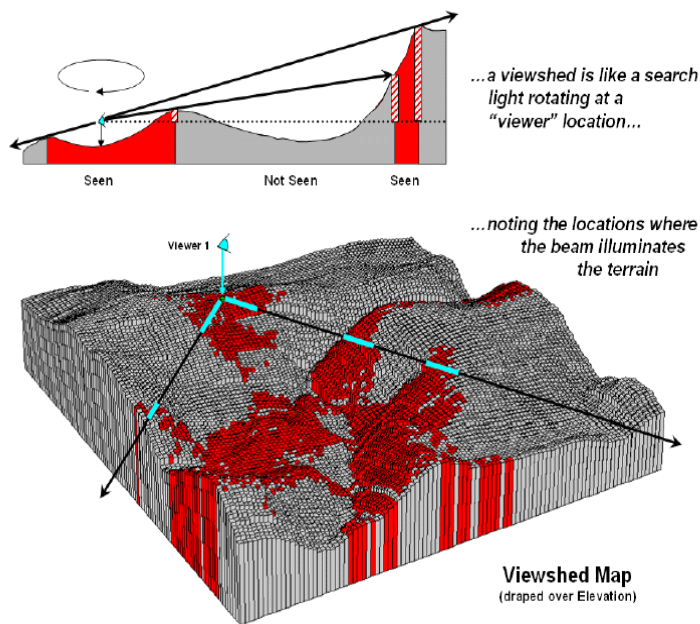 ...a viewshed is like a search
light rotating at a
“viewer” location...
Seen
Not Seen
Seen
...noting the locations where
the beam illuminates
the terrain
Viewer 1
Viewshed Map
(draped over Elevation)